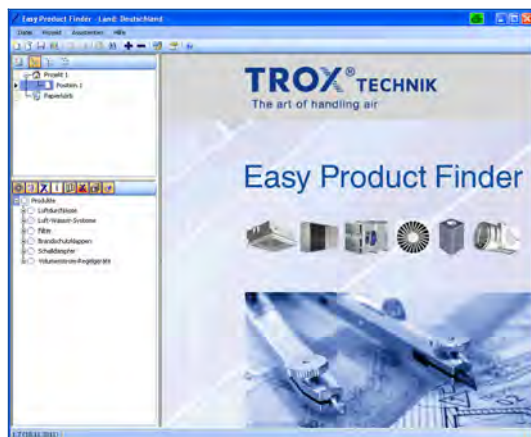 Easy Product Finder - Land: Deutschland
Datei Projekt Assistenten Hilfe
Projekt 1
Position 1
Papierkorb
Produkte
Luftdurchlässe
Luft-Wasser-Systeme
Filter
Brandschutzklappen
Schalldämpfer
Volumenstrom-Regelgeräte
TROX® TECHNIK
The art of handling air
Easy Product Finder